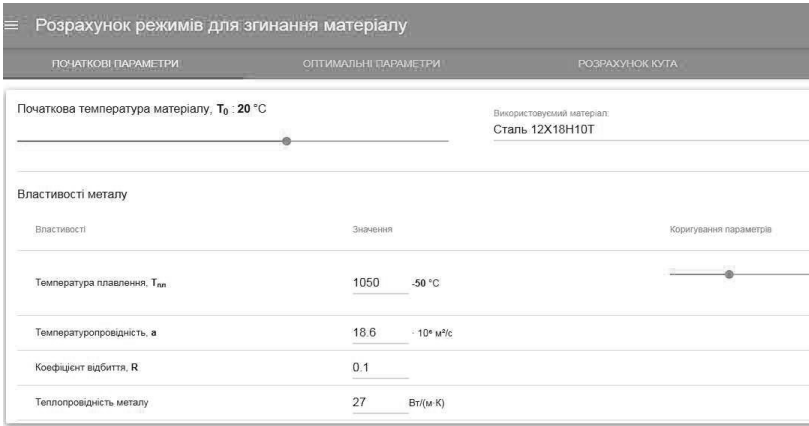 Розрахунок режимів для згинання матеріалу
ПОЧАТКОВІ ПАРАМЕТРИ ОПТИМАЛЬНІ ПАРАМЕТРИ РОЗРАХУНОК КУТА
Початкова температура матеріалу, T₀ : 20 °C
Використовуємий матеріал:
Сталь 12Х18Н10Т
Властивості металу
Властивості Значення Коригування параметрів
Температура плавлення, Tпл 1050 -50 °C
Температуропровідність, a 18.6 · 10⁶ м²/с
Коефіцієнт відбиття, R 0.1
Теплопровідність металу 27 Вт/(м·К)